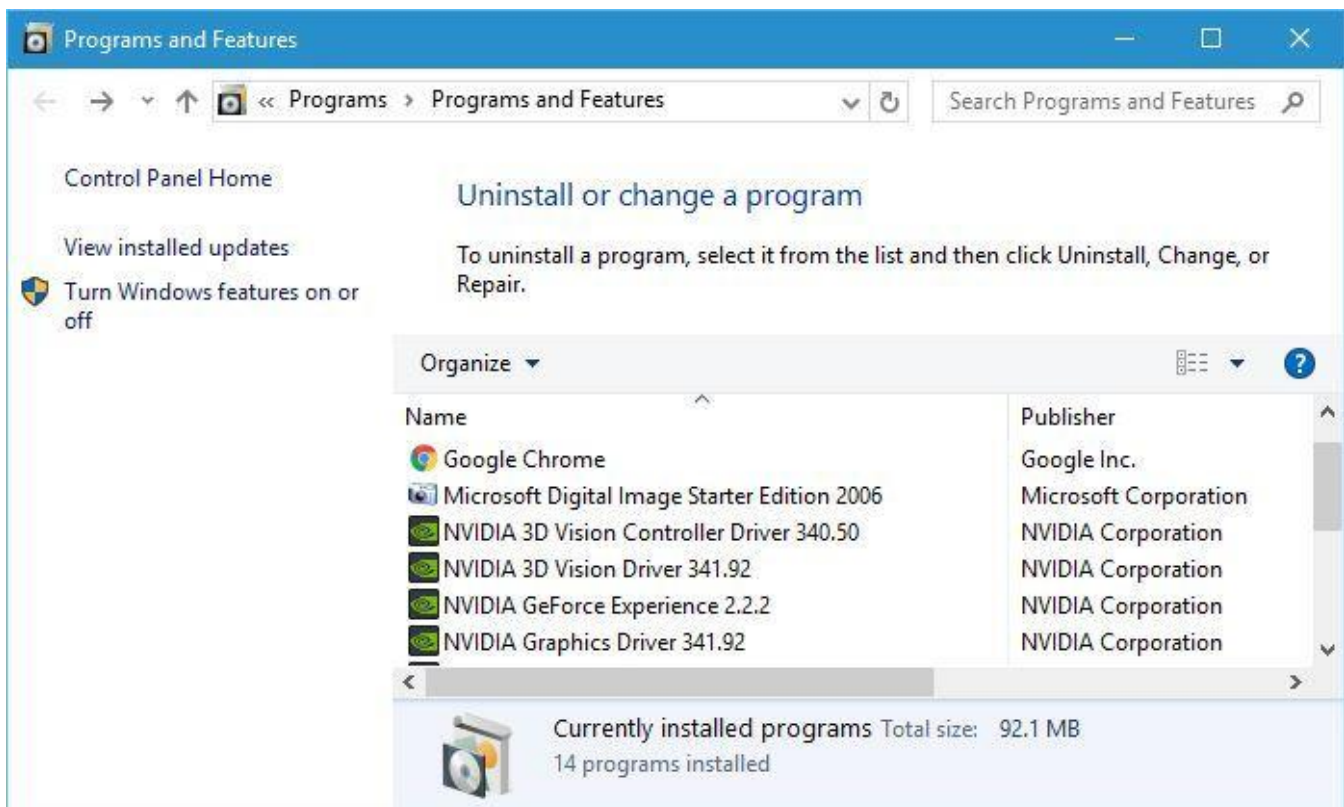 Programs and Features
« Programs › Programs and Features
Search Programs and Features
Control Panel Home
View installed updates
Turn Windows features on or
off
Uninstall or change a program
To uninstall a program, select it from the list and then click Uninstall, Change, or
Repair.
Organize
Name Publisher
Google Chrome Google Inc.
Microsoft Digital Image Starter Edition 2006 Microsoft Corporation
NVIDIA 3D Vision Controller Driver 340.50 NVIDIA Corporation
NVIDIA 3D Vision Driver 341.92 NVIDIA Corporation
NVIDIA GeForce Experience 2.2.2 NVIDIA Corporation
NVIDIA Graphics Driver 341.92 NVIDIA Corporation
Currently installed programs Total size: 92.1 MB
14 programs installed